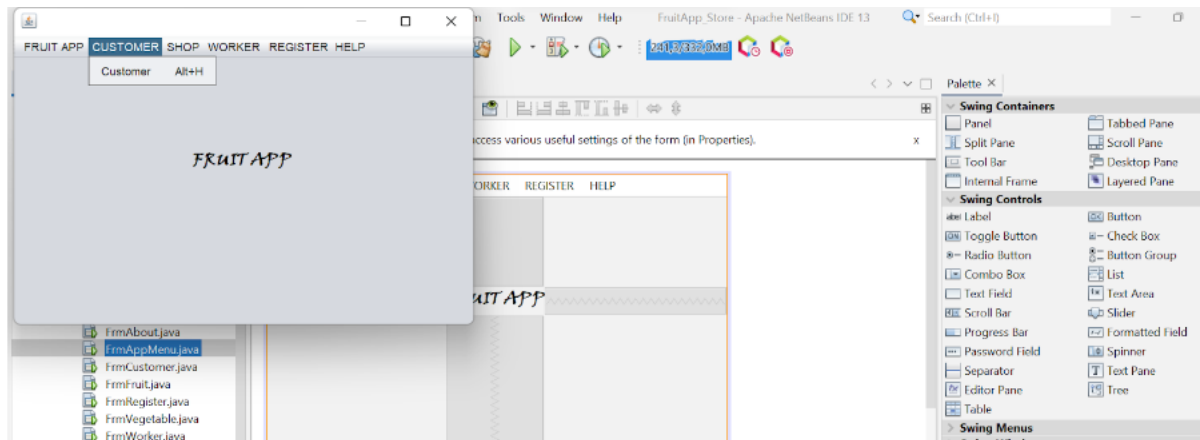 Tools Window Help FruitApp_Store - Apache NetBeans IDE 13 Search (Ctrl+I)
FRUIT APP CUSTOMER SHOP WORKER REGISTER HELP
Customer Alt+H
FRUIT APP
Palette
access various useful settings of the form (in Properties).
ORKER REGISTER HELP
UIT APP
FrmAbout.java
FrmAppMenu.java
FrmCustomer.java
FrmFruit.java
FrmRegister.java
FrmVegetable.java
FrmWorker.java
Swing Containers
Panel Tabbed Pane
Split Pane Scroll Pane
Tool Bar Desktop Pane
Internal Frame Layered Pane
Swing Controls
label Label OK Button
ON Toggle Button Check Box
Radio Button Button Group
Combo Box List
Text Field Text Area
Scroll Bar Slider
Progress Bar Formatted Field
Password Field Spinner
Separator Text Pane
Editor Pane Tree
Table
Swing Menus